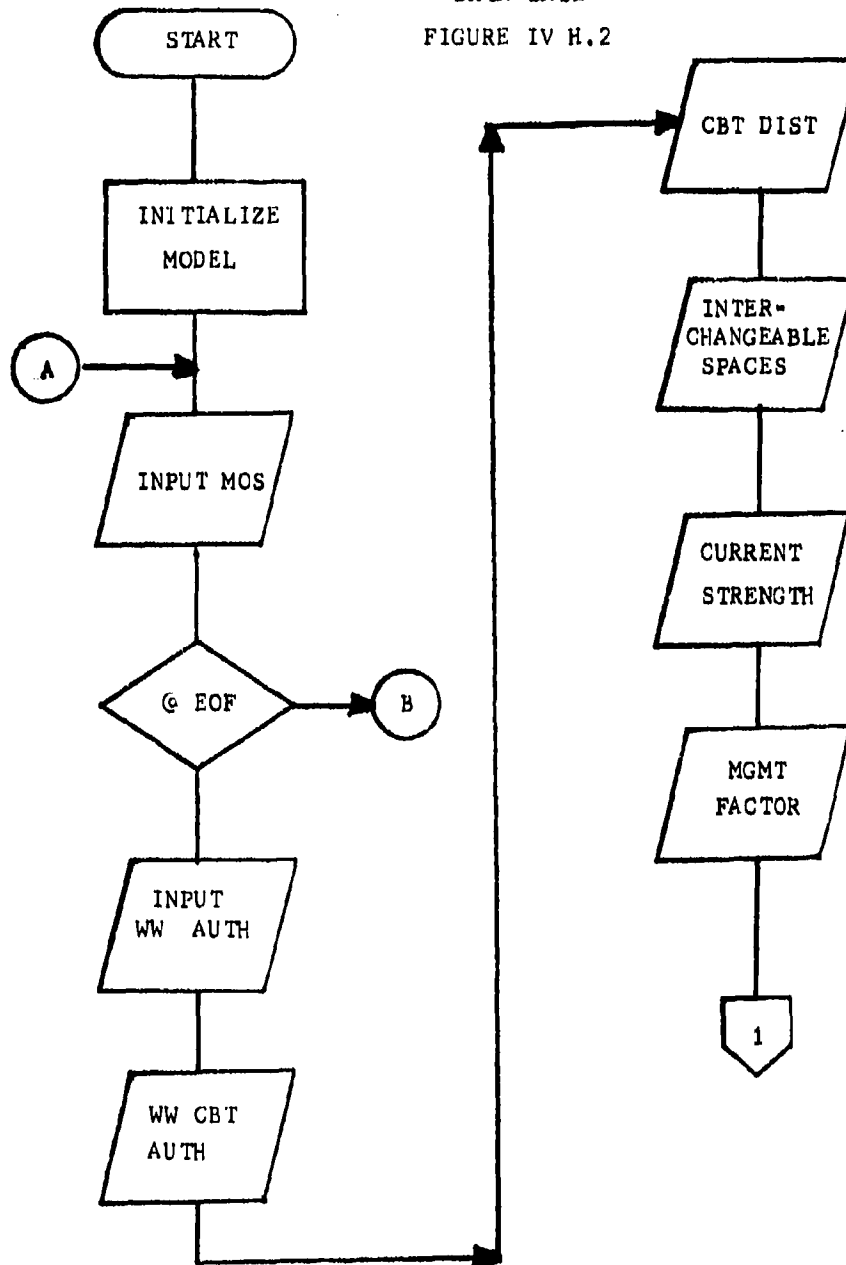 FIGURE IV H.2
START
INITIALIZE
MODEL
A
INPUT MOS
@ EOF
B
INPUT
WW AUTH
WW CBT
AUTH
CBT DIST
INTER-
CHANGEABLE
SPACES
CURRENT
STRENGTH
MGMT
FACTOR
1